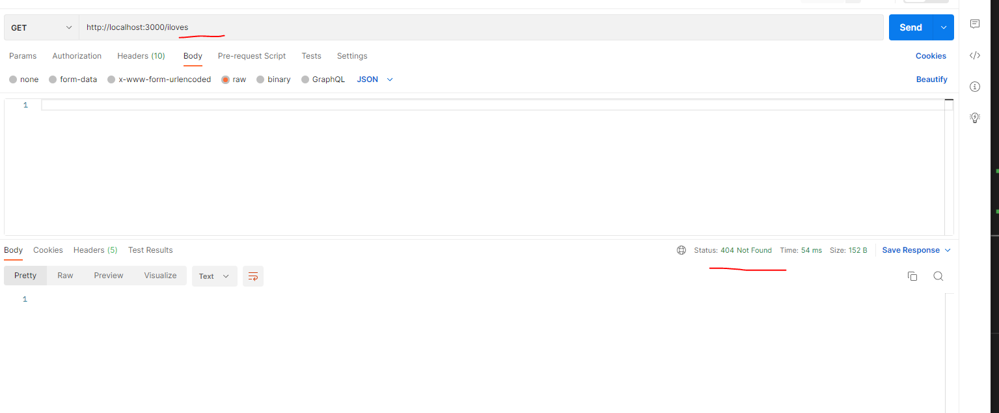 GET http://localhost:3000/iloves Send
Params Authorization Headers (10) Body Pre-request Script Tests Settings Cookies
none form-data x-www-form-urlencoded raw binary GraphQL JSON Beautify
1
Body Cookies Headers (5) Test Results Status: 404 Not Found Time: 54 ms Size: 152 B Save Response
Pretty Raw Preview Visualize Text
1